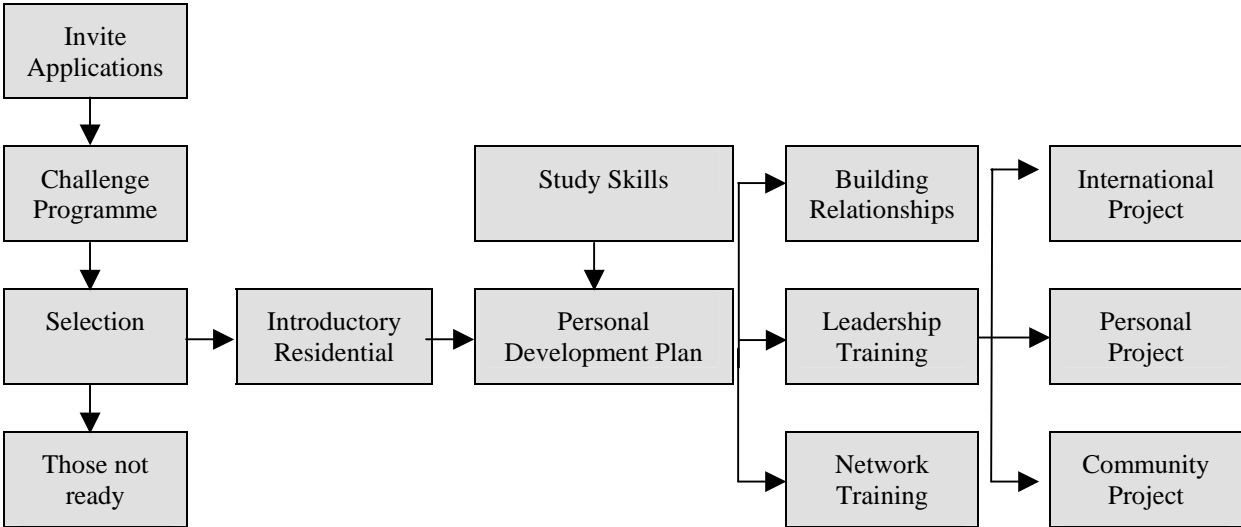 Invite
Applications
Challenge
Programme
Study Skills
Building
Relationships
International
Project
Selection
Introductory
Residential
Personal
Development Plan
Leadership
Training
Personal
Project
Those not
ready
Network
Training
Community
Project